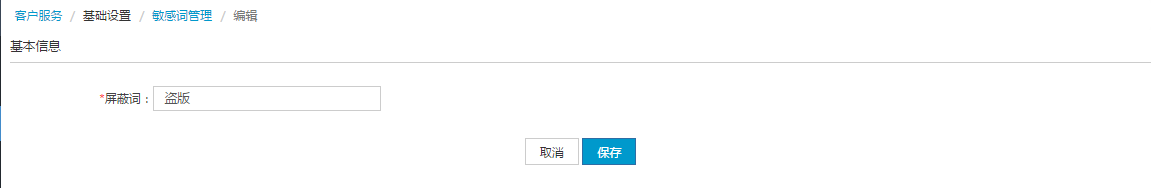 客户服务 / 基础设置 / 敏感词管理 / 编辑
基本信息
*屏蔽词： 盗版
取消 保存